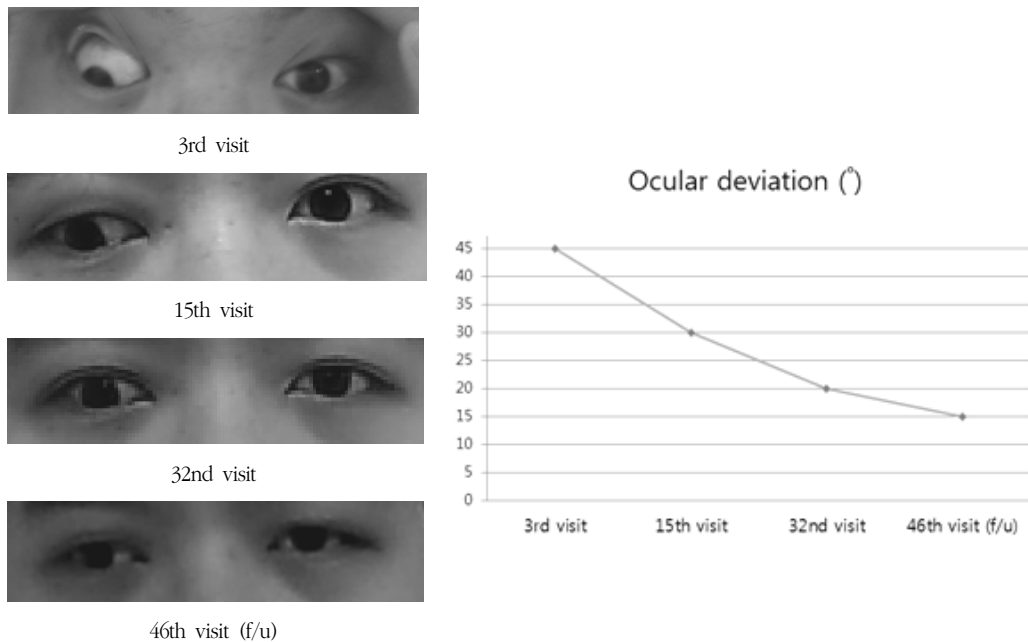 3rd visit
15th visit
32nd visit
46th visit (f/u)
Ocular deviation (°)
45
40
35
30
25
20
15
10
5
0
3rd visit 15th visit 32nd visit 46th visit (f/u)